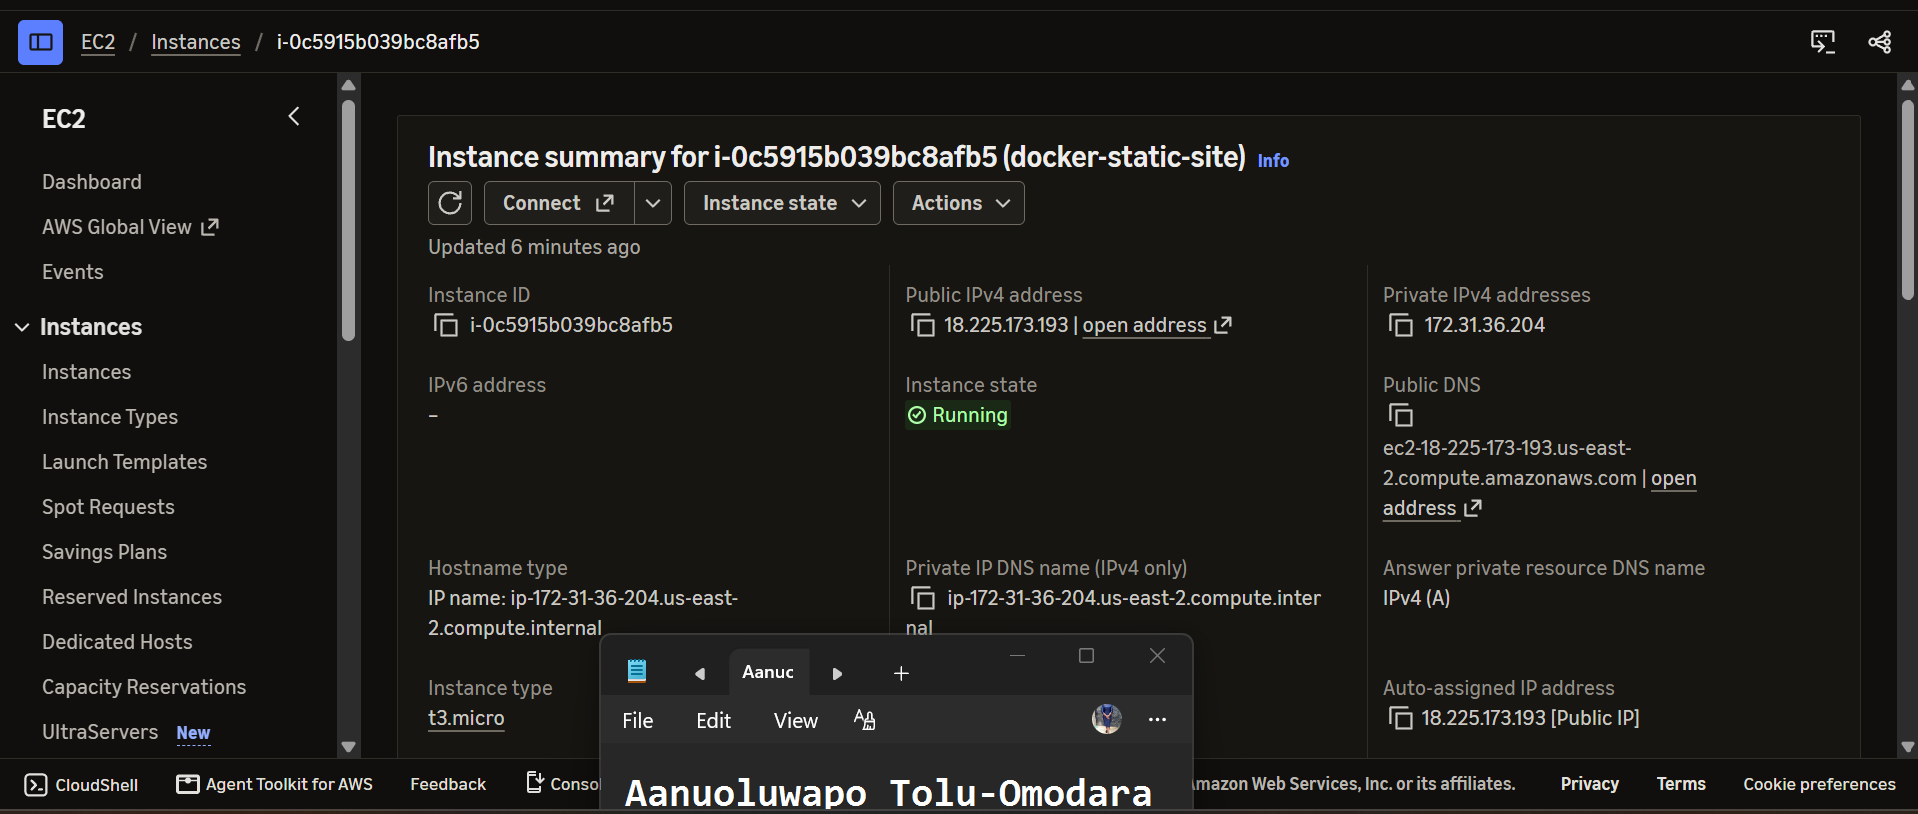 EC2 / Instances / i-0c5915b039bc8afb5
EC2
Dashboard
AWS Global View
Events
Instances
Instances
Instance Types
Launch Templates
Spot Requests
Savings Plans
Reserved Instances
Dedicated Hosts
Capacity Reservations
UltraServers New
Instance summary for i-0c5915b039bc8afb5 (docker-static-site) Info
Connect Instance state Actions
Updated 6 minutes ago
Instance ID
i-0c5915b039bc8afb5
Public IPv4 address
18.225.173.193 | open address
Private IPv4 addresses
172.31.36.204
IPv6 address
–
Instance state
Running
Public DNS
ec2-18-225-173-193.us-east-
2.compute.amazonaws.com | open
address
Hostname type
IP name: ip-172-31-36-204.us-east-
2.compute.internal
Private IP DNS name (IPv4 only)
ip-172-31-36-204.us-east-2.compute.inter
nal
Answer private resource DNS name
IPv4 (A)
Instance type
t3.micro
Auto-assigned IP address
18.225.173.193 [Public IP]
Aanuc
File Edit View
Aanuoluwapo Tolu-Omodara
CloudShell Agent Toolkit for AWS Feedback Conso
Amazon Web Services, Inc. or its affiliates. Privacy Terms Cookie preferences